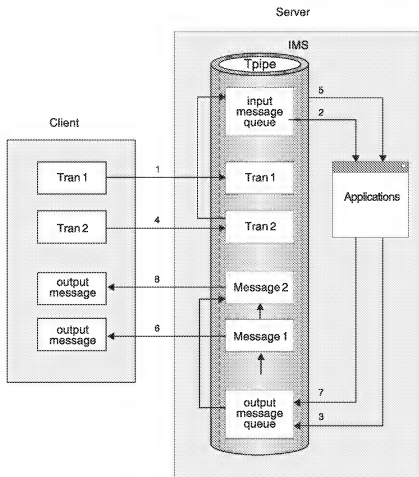 Server
IMS
Tpipe
input
message
queue
5
2
Client
Tran 1
1
Tran 1
Applications
Tran 2
4
Tran 2
output
message
8
Message 2
output
message
6
Message 1
output
message
queue
7
3